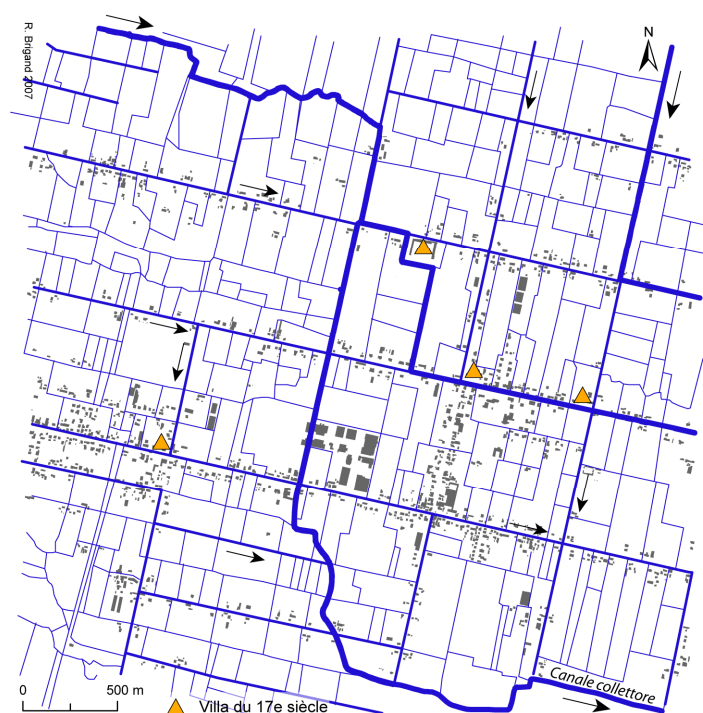 R. Brigand 2007
N
Canale collettore
0 500 m
Villa du 17e siècle